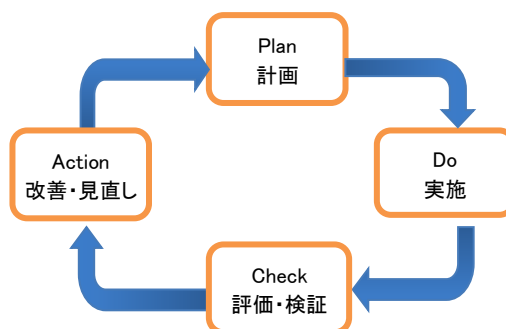 Plan
計画
Do
実施
Check
評価・検証
Action
改善・見直し